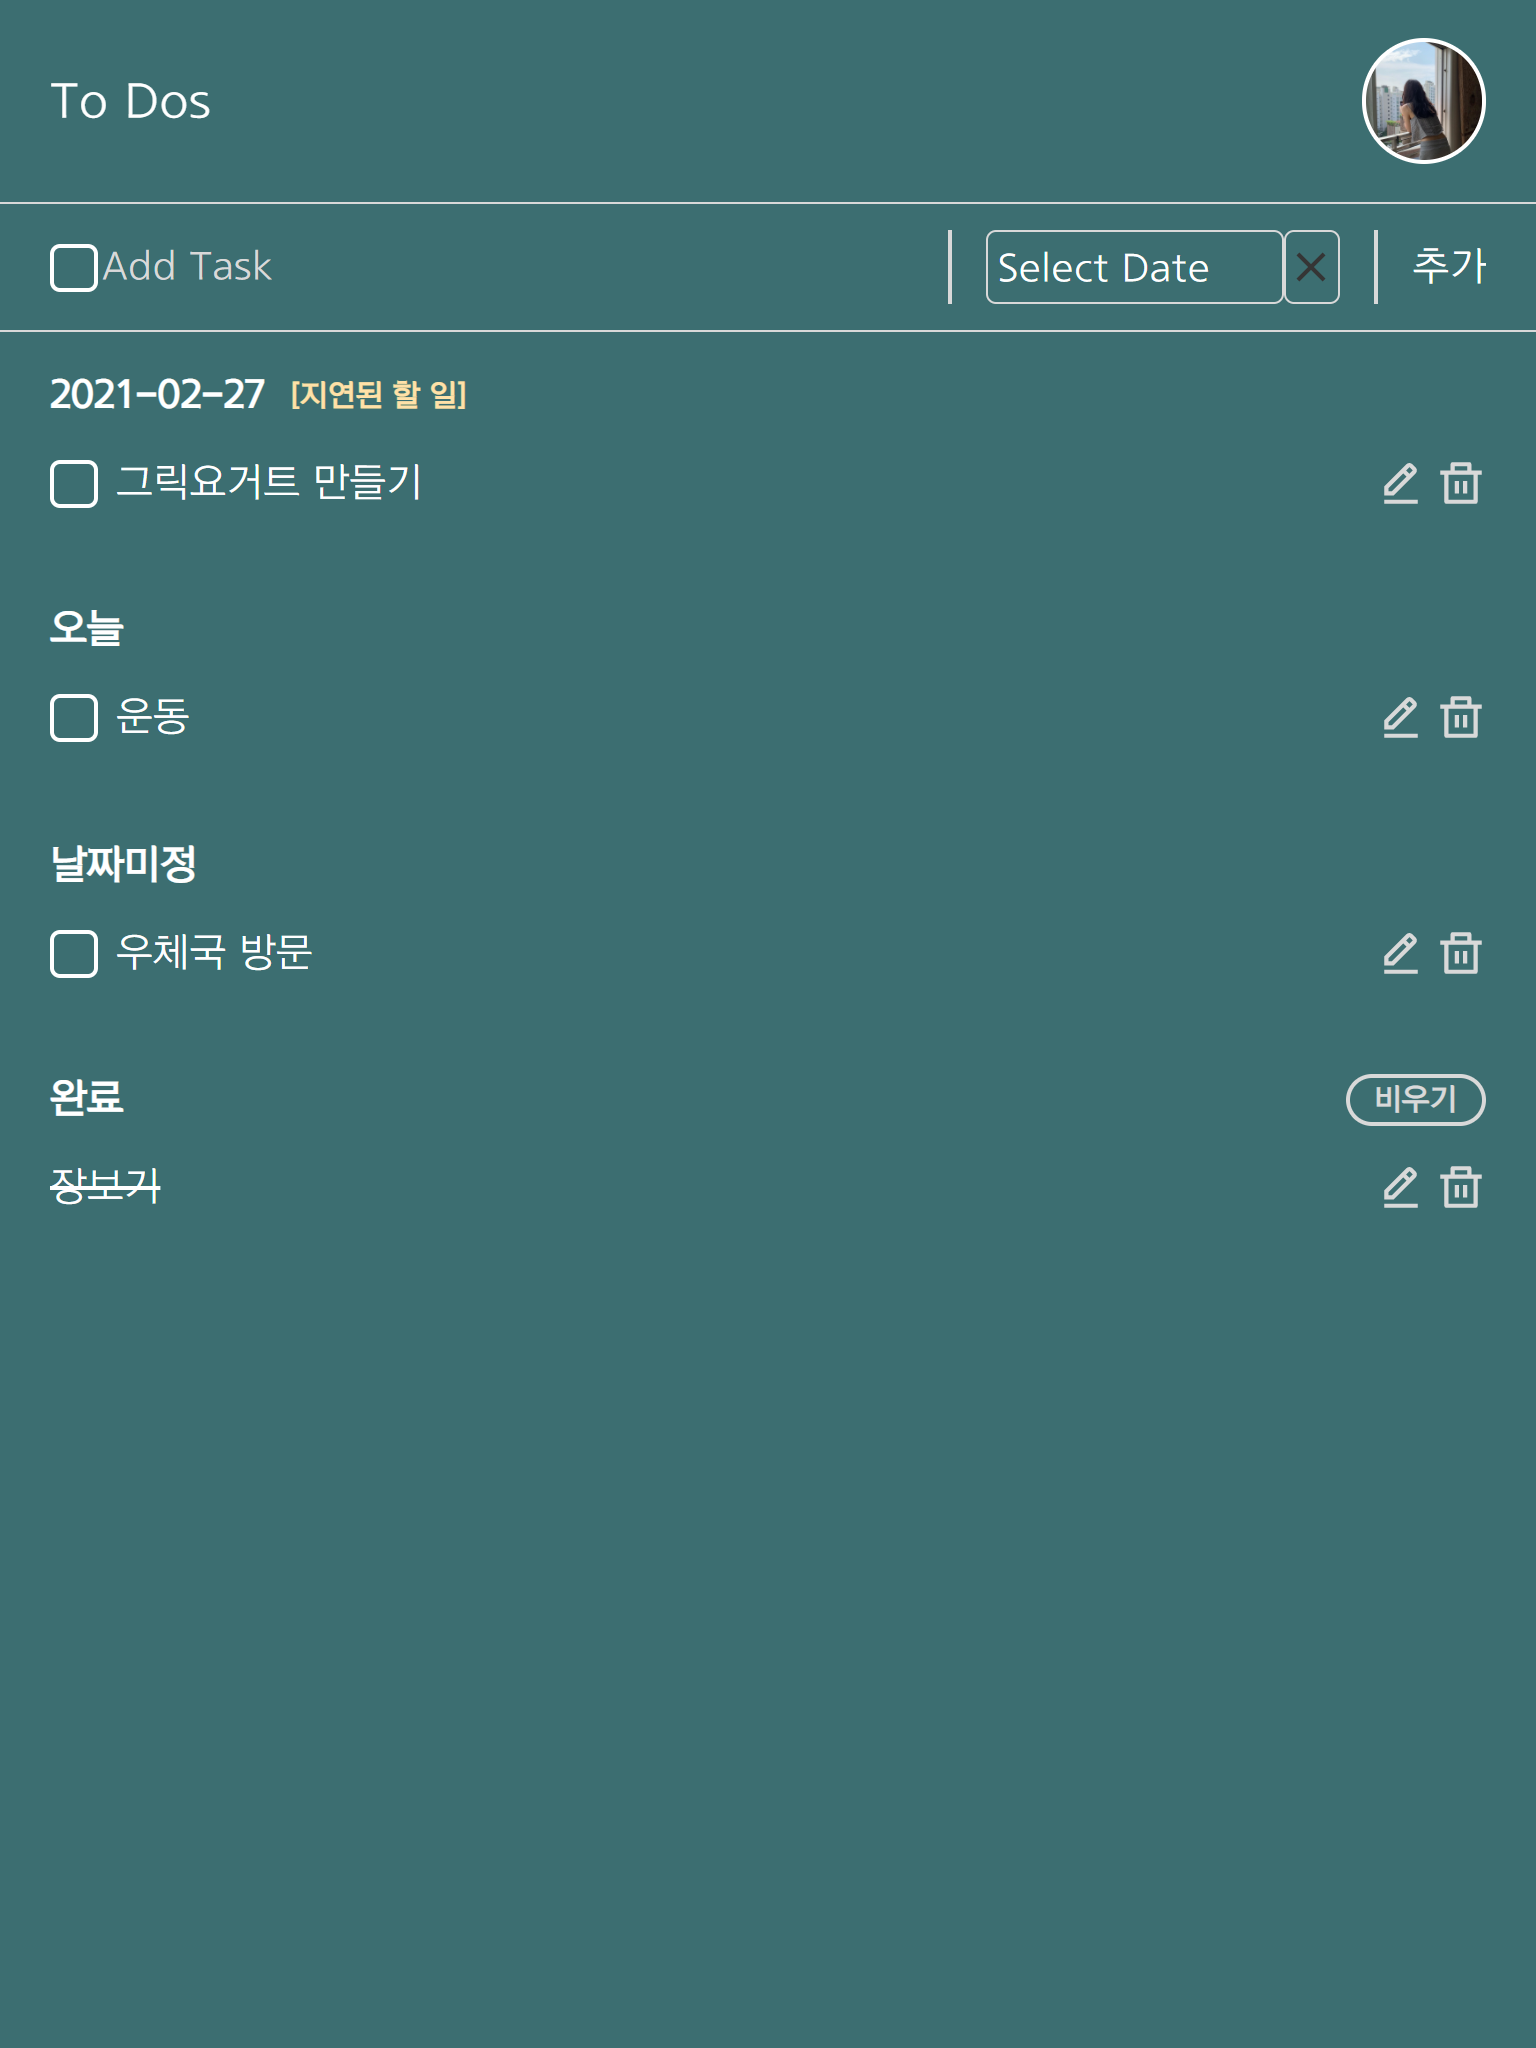 To Dos
Add Task Select Date 추가
2021-02-27 [지연된 할 일]
그릭요거트 만들기
오늘
운동
날짜미정
우체국 방문
완료 비우기
장보기